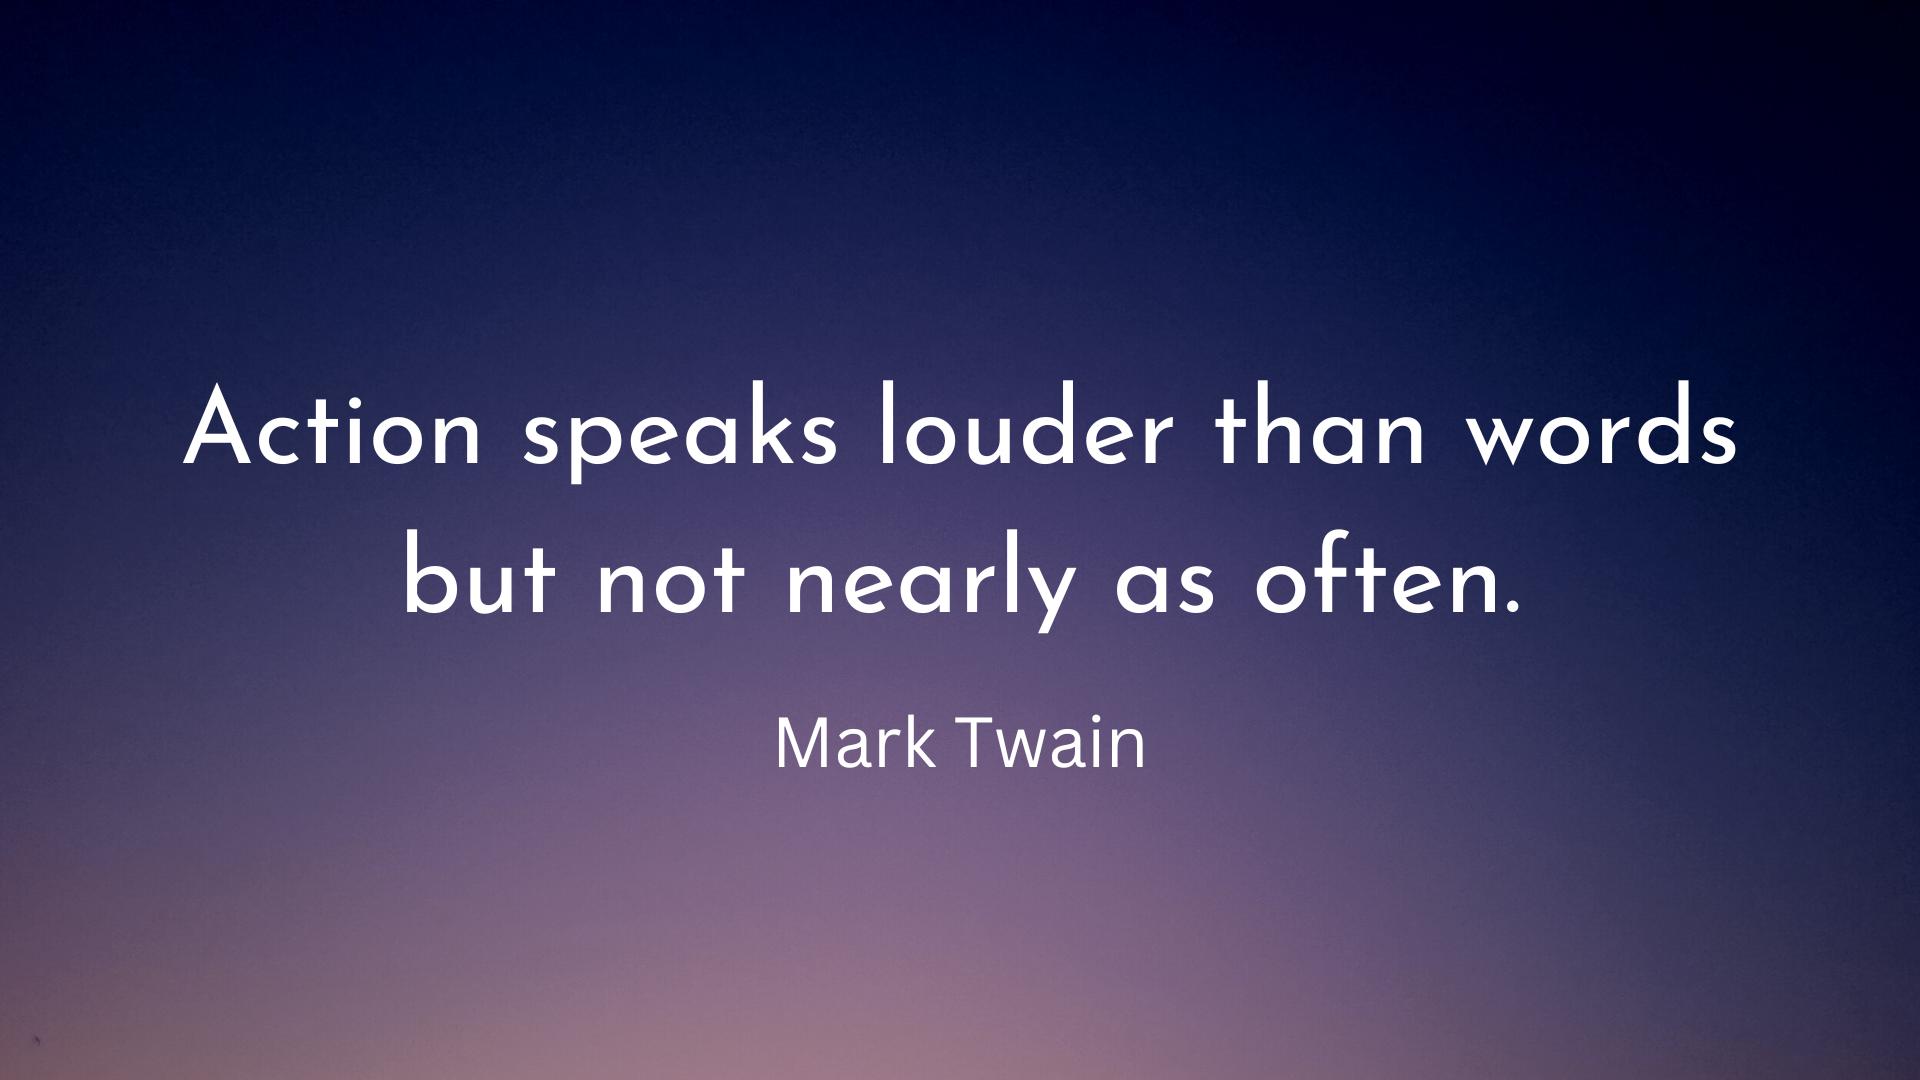 Action speaks louder than words
but not nearly as often.
Mark Twain